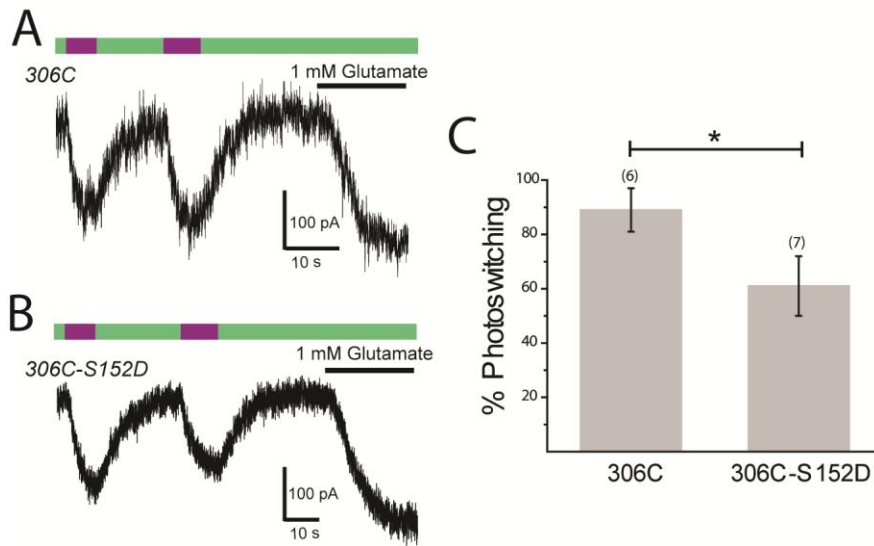 A
306C
1 mM Glutamate
100 pA
10 s
B
306C-S152D
1 mM Glutamate
100 pA
10 s
C
*
(6)
(7)
100
80
60
40
20
% Photoswitching
306C
306C-S152D